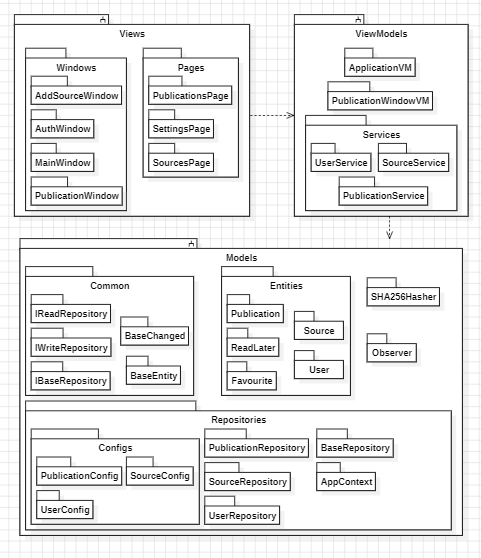 Views
Windows
AddSourceWindow
AuthWindow
MainWindow
PublicationWindow
Pages
PublicationsPage
SettingsPage
SourcesPage
ViewModels
ApplicationVM
PublicationWindowVM
Services
UserService
SourceService
PublicationService
Models
Common
IReadRepository
IWriteRepository
IBaseRepository
BaseChanged
BaseEntity
Entities
Publication
ReadLater
Favourite
Source
User
SHA256Hasher
Observer
Repositories
Configs
PublicationConfig
SourceConfig
UserConfig
PublicationRepository
SourceRepository
UserRepository
BaseRepository
AppContext